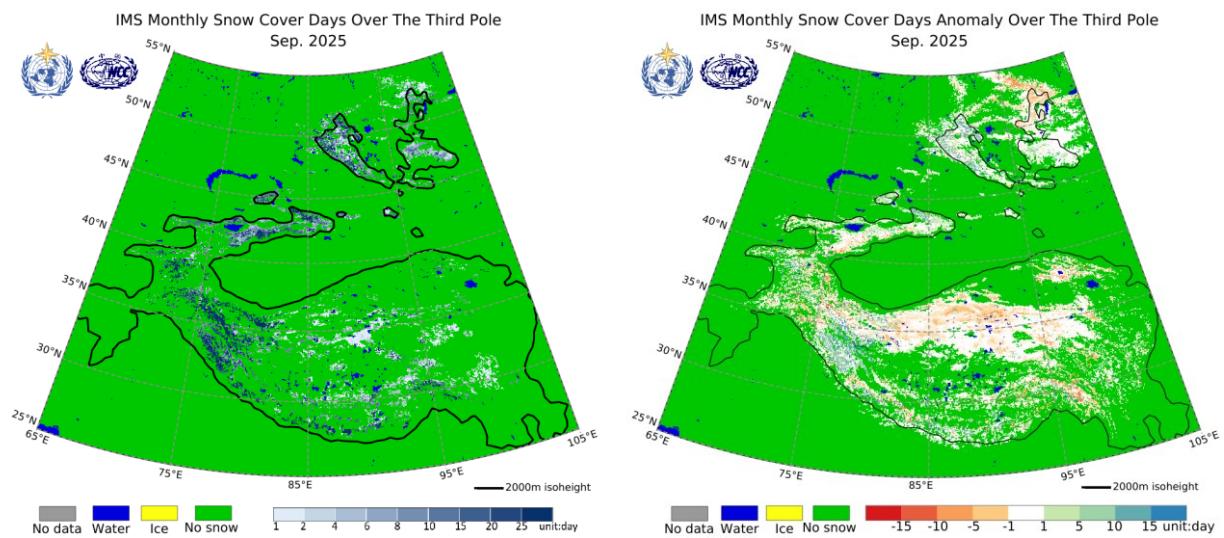 IMS Monthly Snow Cover Days Over The Third Pole
Sep. 2025
NCC
55°N
50°N
45°N
40°N
35°N
30°N
25°N
65°E
75°E
85°E
95°E
105°E
2000m isoheight
No data Water Ice No snow
1 2 4 6 8 10 15 20 25 unit:day
IMS Monthly Snow Cover Days Anomaly Over The Third Pole
Sep. 2025
NCC
55°N
50°N
45°N
40°N
35°N
30°N
25°N
65°E
75°E
85°E
95°E
105°E
2000m isoheight
No data Water Ice No snow
-15 -10 -5 -1 1 5 10 15 unit:day